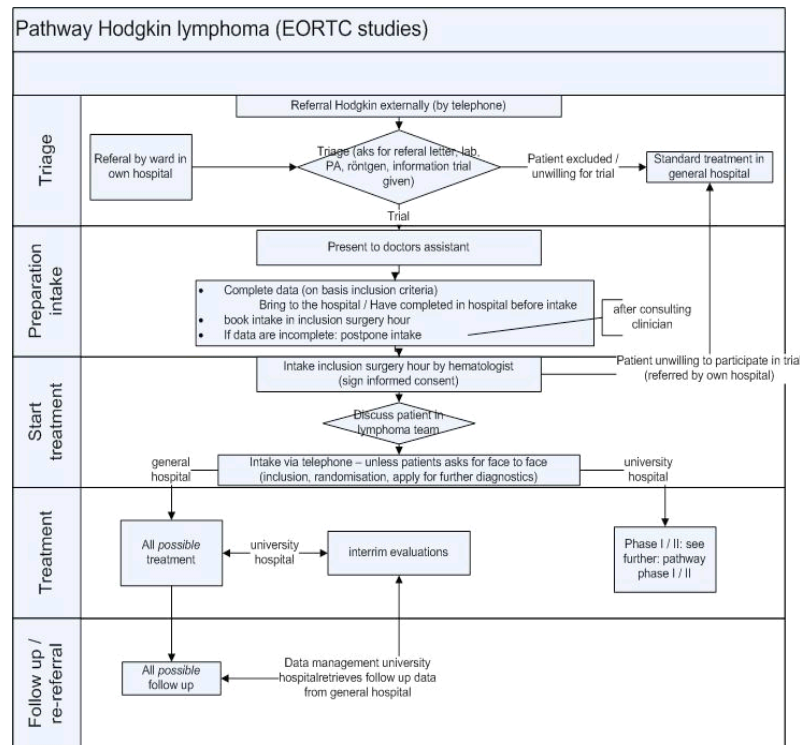 Pathway Hodgkin lymphoma (EORTC studies)
Triage
Referral Hodgkin externally (by telephone)
Referal by ward in
own hospital
Triage (aks for referal letter, lab,
PA, röntgen, information trial
given)
Patient excluded /
unwilling for trial
Standard treatment in
general hospital
Trial
Preparation
intake
Present to doctors assistant
• Complete data (on basis inclusion criteria)
Bring to the hospital / Have completed in hospital before intake
• book intake in inclusion surgery hour
• If data are incomplete: postpone intake
after consulting
clinician
Start
treatment
Intake inclusion surgery hour by hematologist
(sign informed consent)
Patient unwilling to participate in trial
(referred by own hospital)
Discuss patient in
lymphoma team
general
hospital
Intake via telephone – unless patients asks for face to face
(inclusion, randomisation, apply for further diagnostics)
university
hospital
Treatment
All possible
treatment
university
hospital
interrim evaluations
Phase I / II: see
further: pathway
phase I / II
Follow up /
re-referral
All possible
follow up
Data management university
hospitalretrieves follow up data
from general hospital